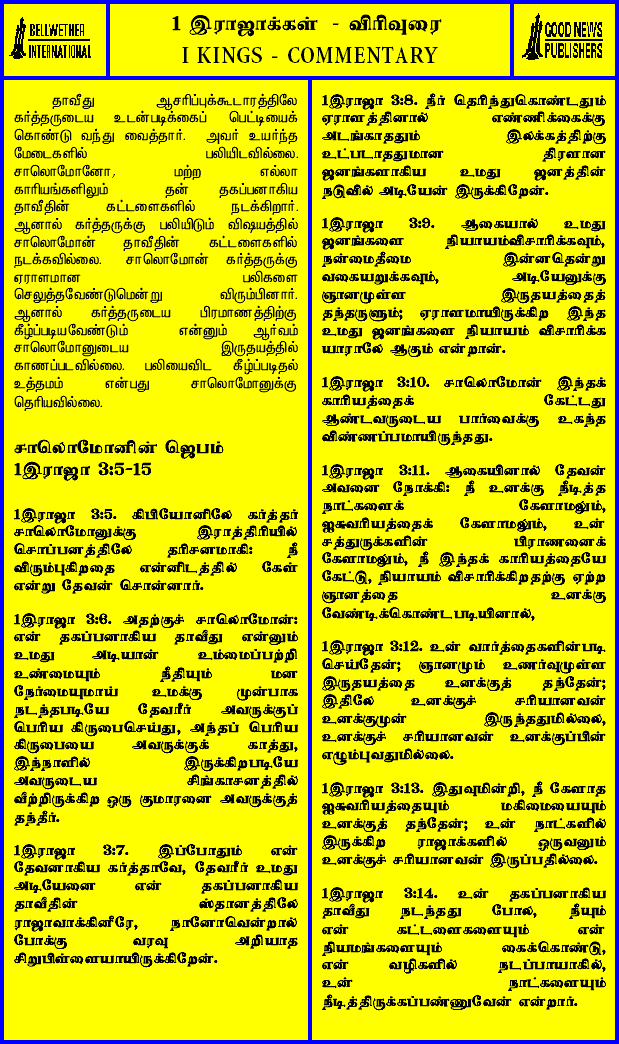 BELLWETHER
INTERNATIONAL
1 இராஜாக்கள் - விரிவுரை
I KINGS - COMMENTARY
GOOD NEWS
PUBLISHERS
தாவீது ஆசரிப்புக்கூடாரத்திலே
கர்த்தருடைய உடன்படிக்கைப் பெட்டியைக்
கொண்டு வந்து வைத்தார். அவர் உயர்ந்த
மேடைகளில் பலியிடவில்லை.
சாலொமோனோ, மற்ற எல்லா
காரியங்களிலும் தன் தகப்பனாகிய
தாவீதின் கட்டளைகளில் நடக்கிறார்.
ஆனால் கர்த்தருக்கு பலியிடும் விஷயத்தில்
சாலொமோன் தாவீதின் கட்டளைகளில்
நடக்கவில்லை. சாலொமோன் கர்த்தருக்கு
ஏராளமான பலிகளை
செலுத்தவேண்டுமென்று விரும்பினார்.
ஆனால் கர்த்தருடைய பிரமாணத்திற்கு
கீழ்ப்படியவேண்டும் என்னும் ஆர்வம்
சாலொமோனுடைய இருதயத்தில்
காணப்படவில்லை. பலியைவிட கீழ்ப்படிதல்
உத்தமம் என்பது சாலொமோனுக்கு
தெரியவில்லை.
சாலொமோனின் ஜெபம்
1இராஜா 3:5-15
1இராஜா 3:5. கிபியோனிலே கர்த்தர்
சாலொமோனுக்கு இராத்திரியில்
சொப்பனத்திலே தரிசனமாகி: நீ
விரும்புகிறதை என்னிடத்தில் கேள்
என்று தேவன் சொன்னார்.
1இராஜா 3:6. அதற்குச் சாலொமோன்:
என் தகப்பனாகிய தாவீது என்னும்
உமது அடியான் உம்மைப்பற்றி
உண்மையும் நீதியும் மன
நேர்மையுமாய் உமக்கு முன்பாக
நடந்தபடியே தேவரீர் அவருக்குப்
பெரிய கிருபைசெய்து, அந்தப் பெரிய
கிருபையை அவருக்குக் காத்து,
இந்நாளில் இருக்கிறபடியே
அவருடைய சிங்காசனத்தில்
வீற்றிருக்கிற ஒரு குமாரனை அவருக்குத்
தந்தீர்.
1இராஜா 3:7. இப்போதும் என்
தேவனாகிய கர்த்தாவே, தேவரீர் உமது
அடியேனை என் தகப்பனாகிய
தாவீதின் ஸ்தானத்திலே
ராஜாவாக்கினீரே, நானோவென்றால்
போக்கு வரவு அறியாத
சிறுபிள்ளையாயிருக்கிறேன்.
1இராஜா 3:8. நீர் தெரிந்துகொண்டதும்
ஏராளத்தினால் எண்ணிக்கைக்கு
அடங்காததும் இலக்கத்திற்கு
உட்படாததுமான திரளான
ஜனங்களாகிய உமது ஜனத்தின்
நடுவில் அடியேன் இருக்கிறேன்.
1இராஜா 3:9. ஆகையால் உமது
ஜனங்களை நியாயம்விசாரிக்கவும்,
நன்மைதீமை இன்னதென்று
வகையறுக்கவும், அடியேனுக்கு
ஞானமுள்ள இருதயத்தைத்
தந்தருளும்; ஏராளமாயிருக்கிற இந்த
உமது ஜனங்களை நியாயம் விசாரிக்க
யாராலே ஆகும் என்றான்.
1இராஜா 3:10. சாலொமோன் இந்தக்
காரியத்தைக் கேட்டது
ஆண்டவருடைய பார்வைக்கு உகந்த
விண்ணப்பமாயிருந்தது.
1இராஜா 3:11. ஆகையினால் தேவன்
அவனை நோக்கி: நீ உனக்கு நீடித்த
நாட்களைக் கேளாமலும்,
ஐசுவரியத்தைக் கேளாமலும், உன்
சத்துருக்களின் பிராணனைக்
கேளாமலும், நீ இந்தக் காரியத்தையே
கேட்டு, நியாயம் விசாரிக்கிறதற்கு ஏற்ற
ஞானத்தை உனக்கு
வேண்டிக்கொண்டபடியினால்,
1இராஜா 3:12. உன் வார்த்தைகளின்படி
செய்தேன்; ஞானமும் உணர்வுமுள்ள
இருதயத்தை உனக்குத் தந்தேன்;
இதிலே உனக்குச் சரியானவன்
உனக்குமுன் இருந்ததுமில்லை,
உனக்குச் சரியானவன் உனக்குப்பின்
எழும்புவதுமில்லை.
1இராஜா 3:13. இதுவுமின்றி, நீ கேளாத
ஐசுவரியத்தையும் மகிமையையும்
உனக்குத் தந்தேன்; உன் நாட்களில்
இருக்கிற ராஜாக்களில் ஒருவனும்
உனக்குச் சரியானவன் இருப்பதில்லை.
1இராஜா 3:14. உன் தகப்பனாகிய
தாவீது நடந்தது போல, நீயும்
என் கட்டளைகளையும் என்
நியமங்களையும் கைக்கொண்டு,
என் வழிகளில் நடப்பாயாகில்,
உன் நாட்களையும்
நீடித்திருக்கப்பண்ணுவேன் என்றார்.